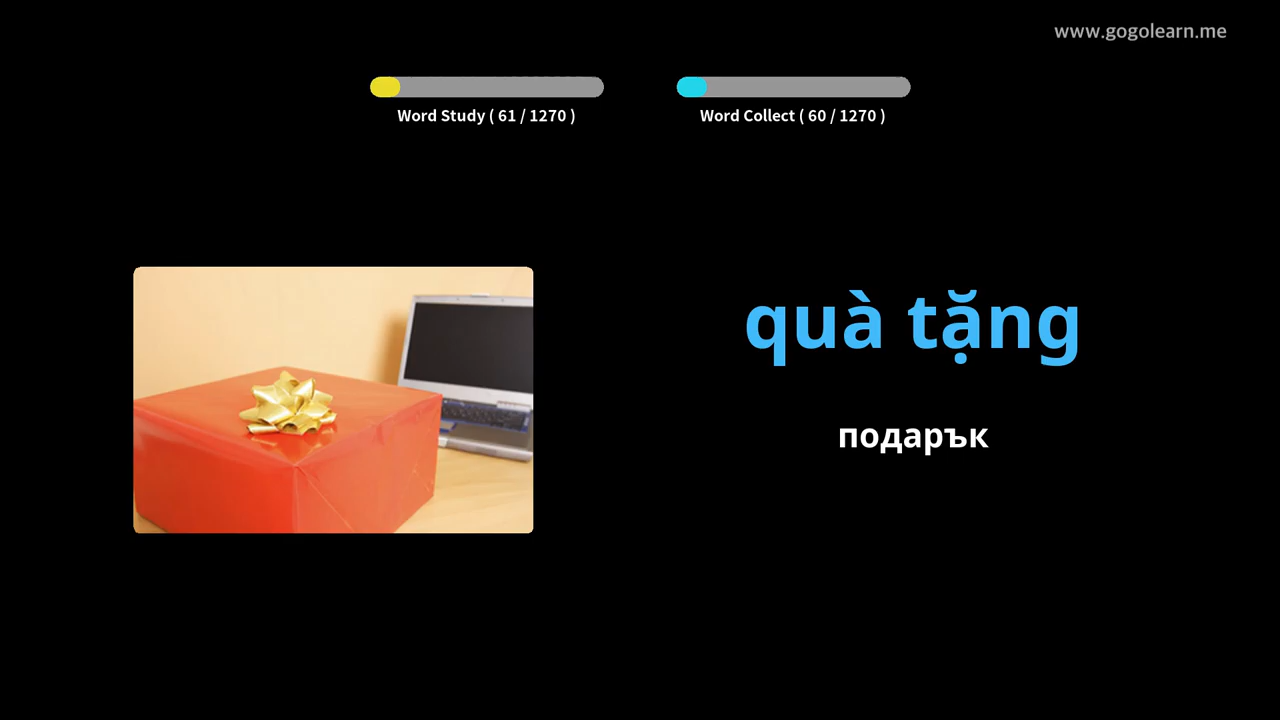 www.gogolearn.me
Word Study ( 61 / 1270 )
Word Collect ( 60 / 1270 )
quà tặng
подарък